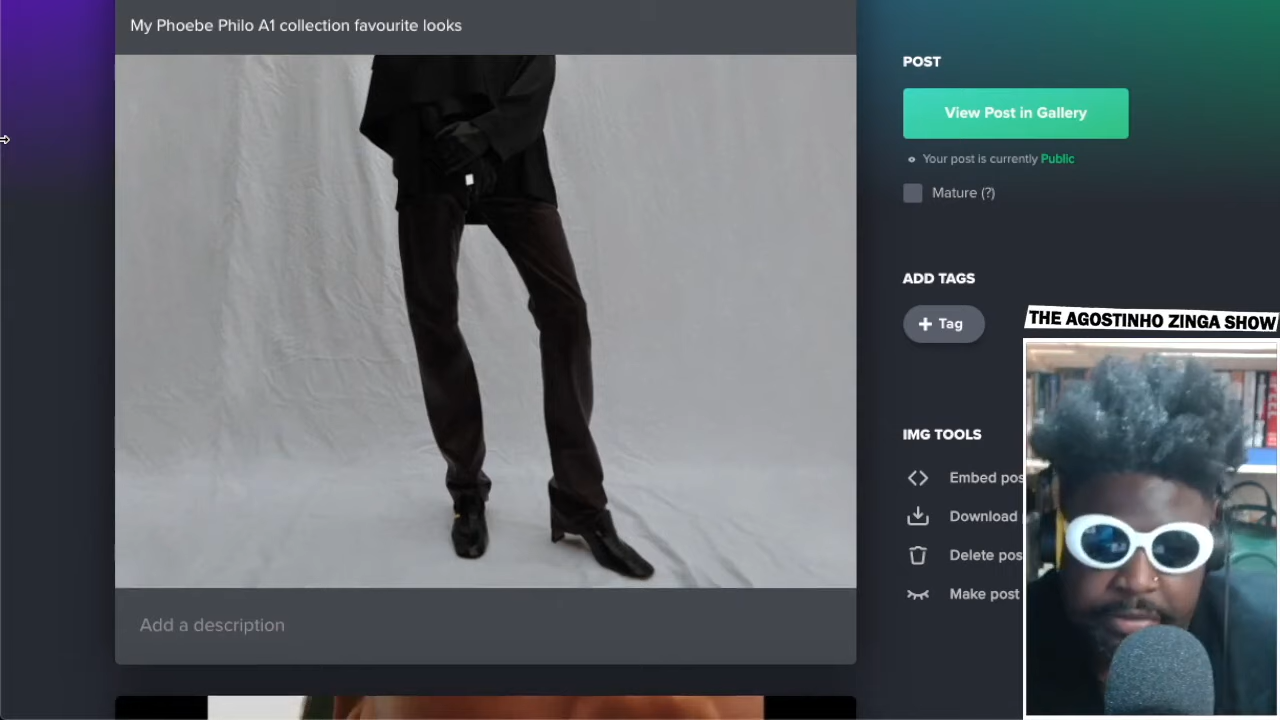 My Phoebe Philo A1 collection favourite looks
POST
View Post in Gallery
Your post is currently Public
Mature (?)
ADD TAGS
+ Tag
THE AGOSTINHO ZINGA SHOW
IMG TOOLS
Embed pos
Download
Delete pos
Make post
Add a description